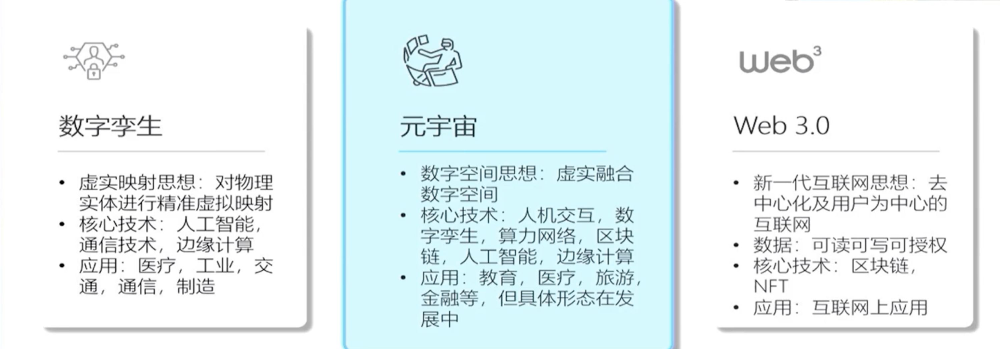 数字孪生
• 虚实映射思想：对物理
实体进行精准虚拟映射
• 核心技术：人工智能，
通信技术，边缘计算
• 应用：医疗，工业，交
通，通信，制造
元宇宙
• 数字空间思想：虚实融合
数字空间
• 核心技术：人机交互，数
字孪生，算力网络，区块
链，人工智能，边缘计算
• 应用：教育，医疗，旅游，
金融等，但具体形态在发
展中
web3
Web 3.0
• 新一代互联网思想：去
中心化及用户为中心的
互联网
• 数据：可读可写可授权
• 核心技术：区块链，
NFT
• 应用：互联网上应用